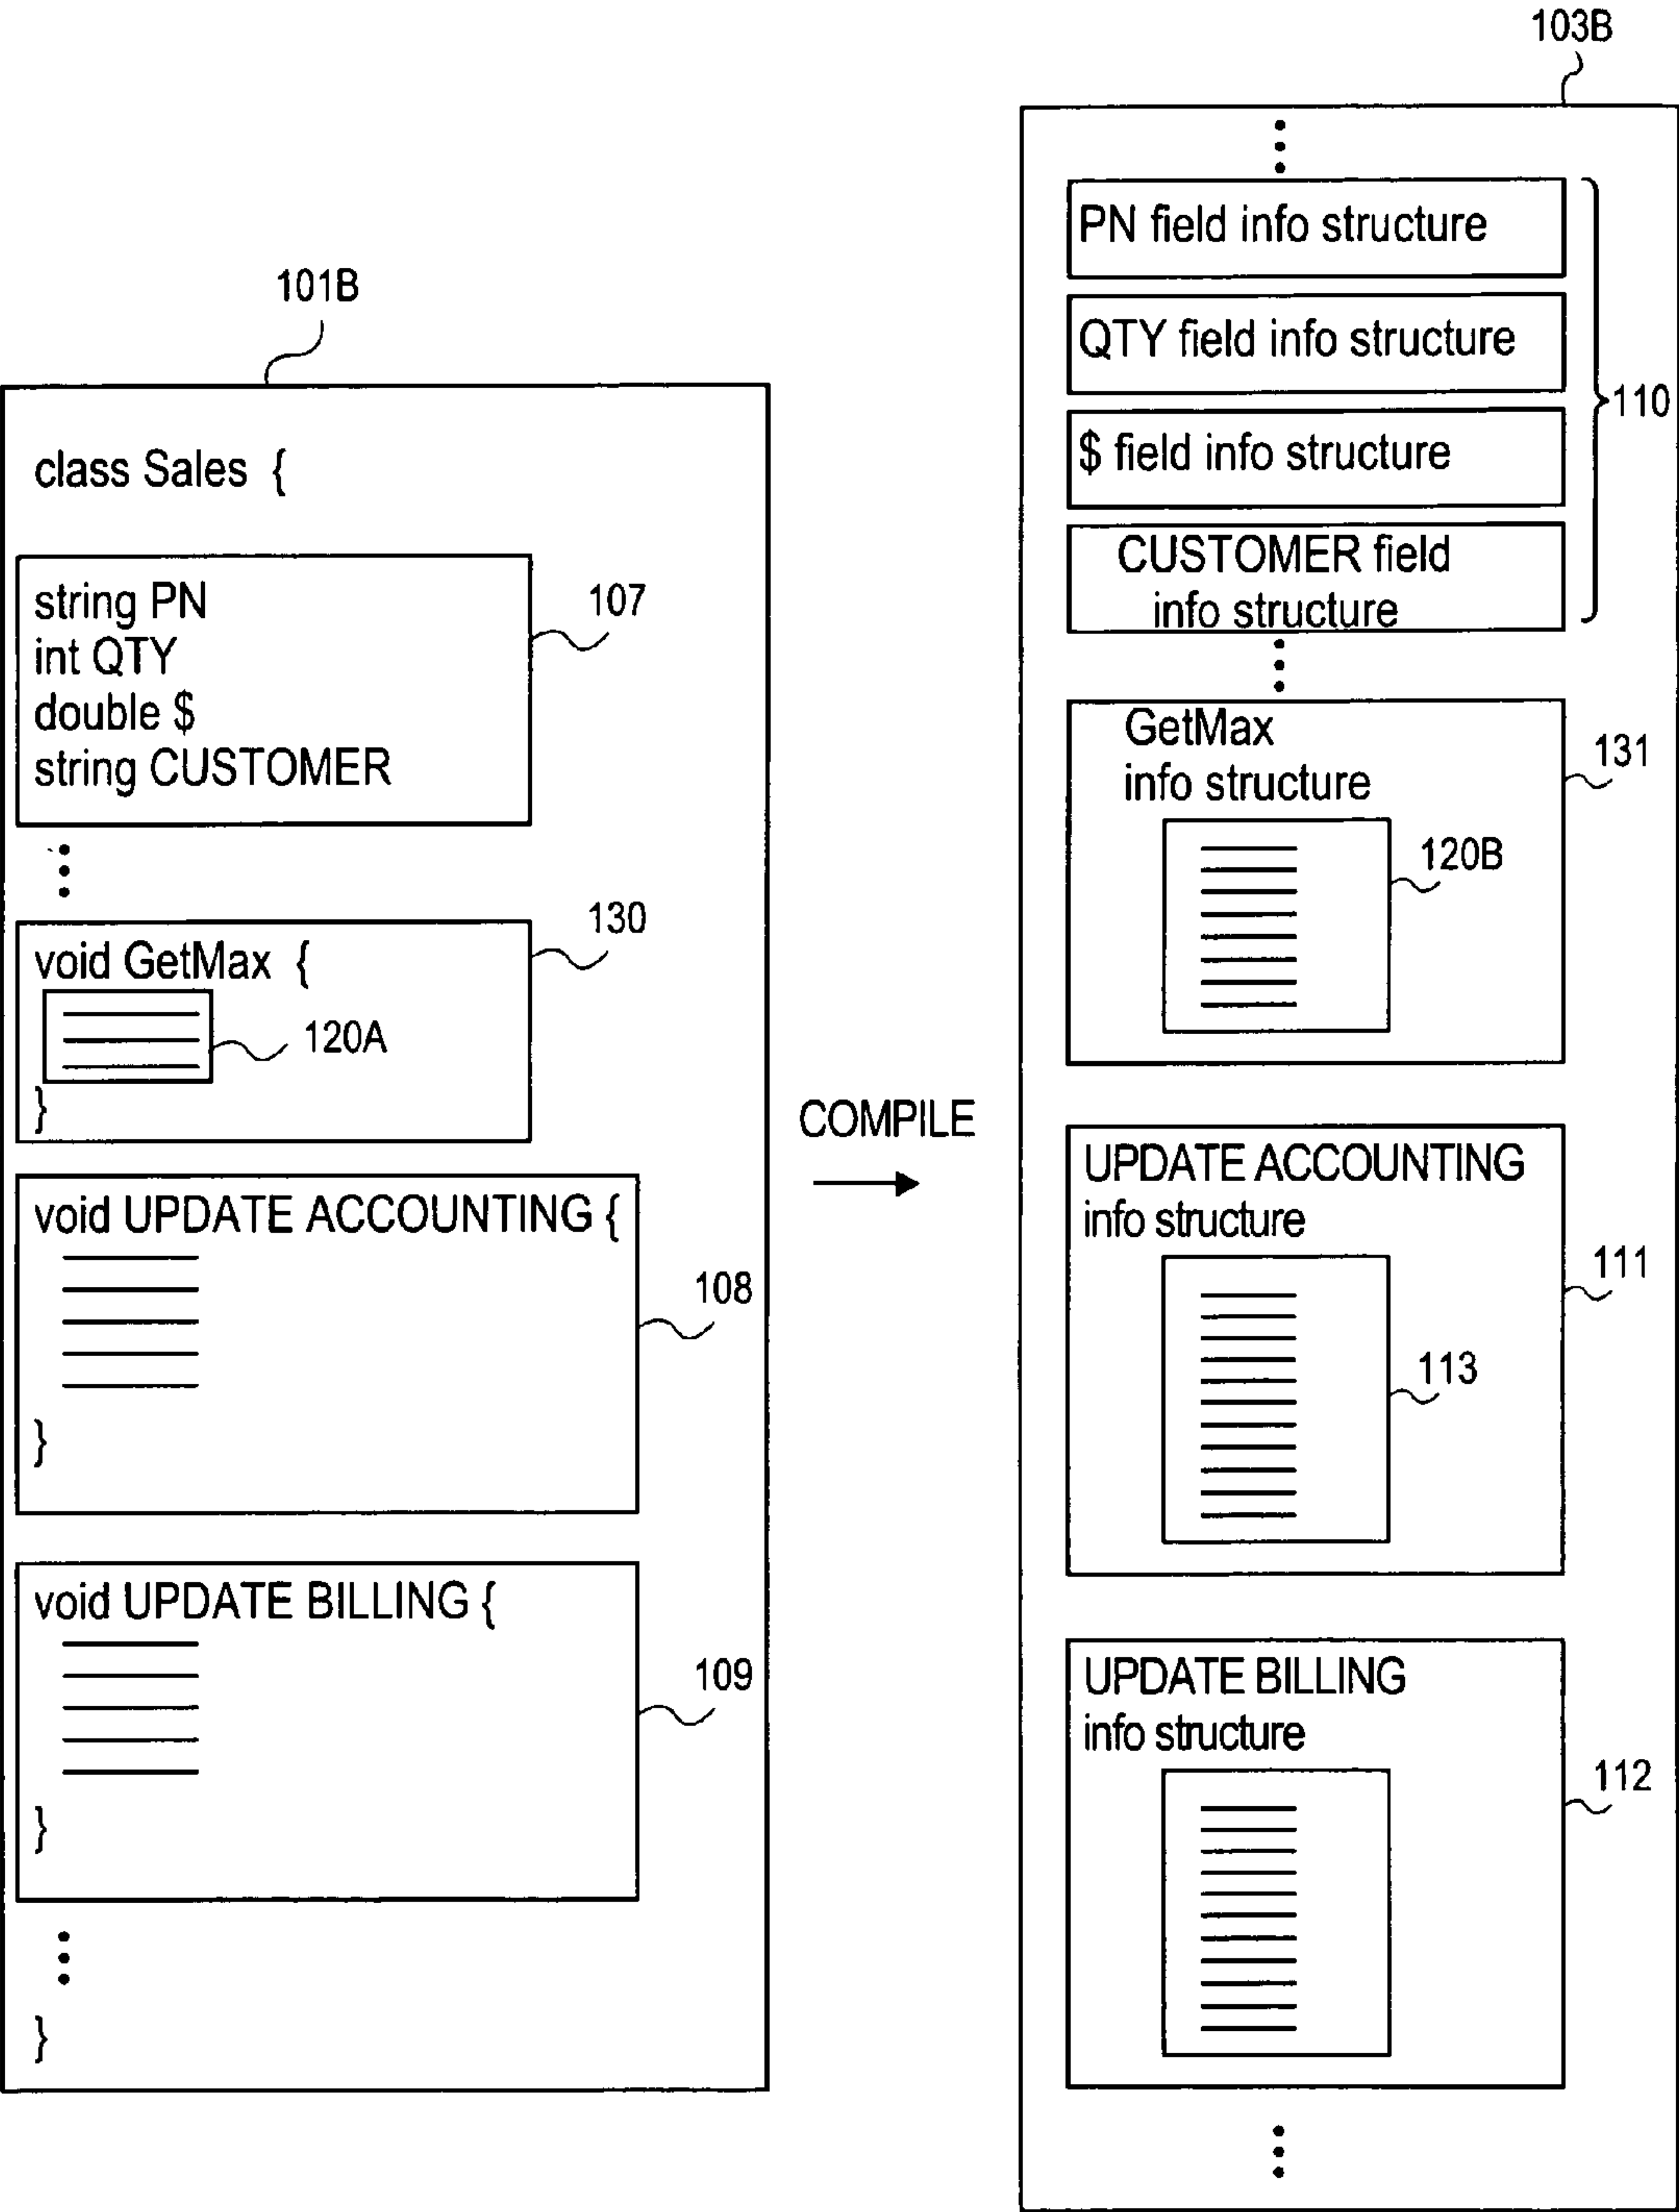 101B
class Sales {
string PN
int QTY
double $
string CUSTOMER
107
void GetMax {
130
120A
}
void UPDATE ACCOUNTING {
108
}
void UPDATE BILLING {
109
}
}
COMPILE
103B
PN field info structure
QTY field info structure
$ field info structure
CUSTOMER field
info structure
110
GetMax
info structure
131
120B
UPDATE ACCOUNTING
info structure
111
113
UPDATE BILLING
info structure
112